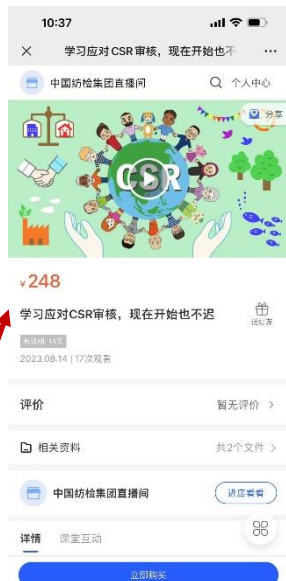 10:37
学习应对CSR审核，现在开始也不
中国纺检集团直播间
个人中心
分享
CSR
¥248
学习应对CSR审核，现在开始也不迟
送好友
有效期 14天
2023.08.14 | 17次观看
评价
暂无评价
相关资料
共2个文件
中国纺检集团直播间
进店看看
详情
课堂互动
立即购买